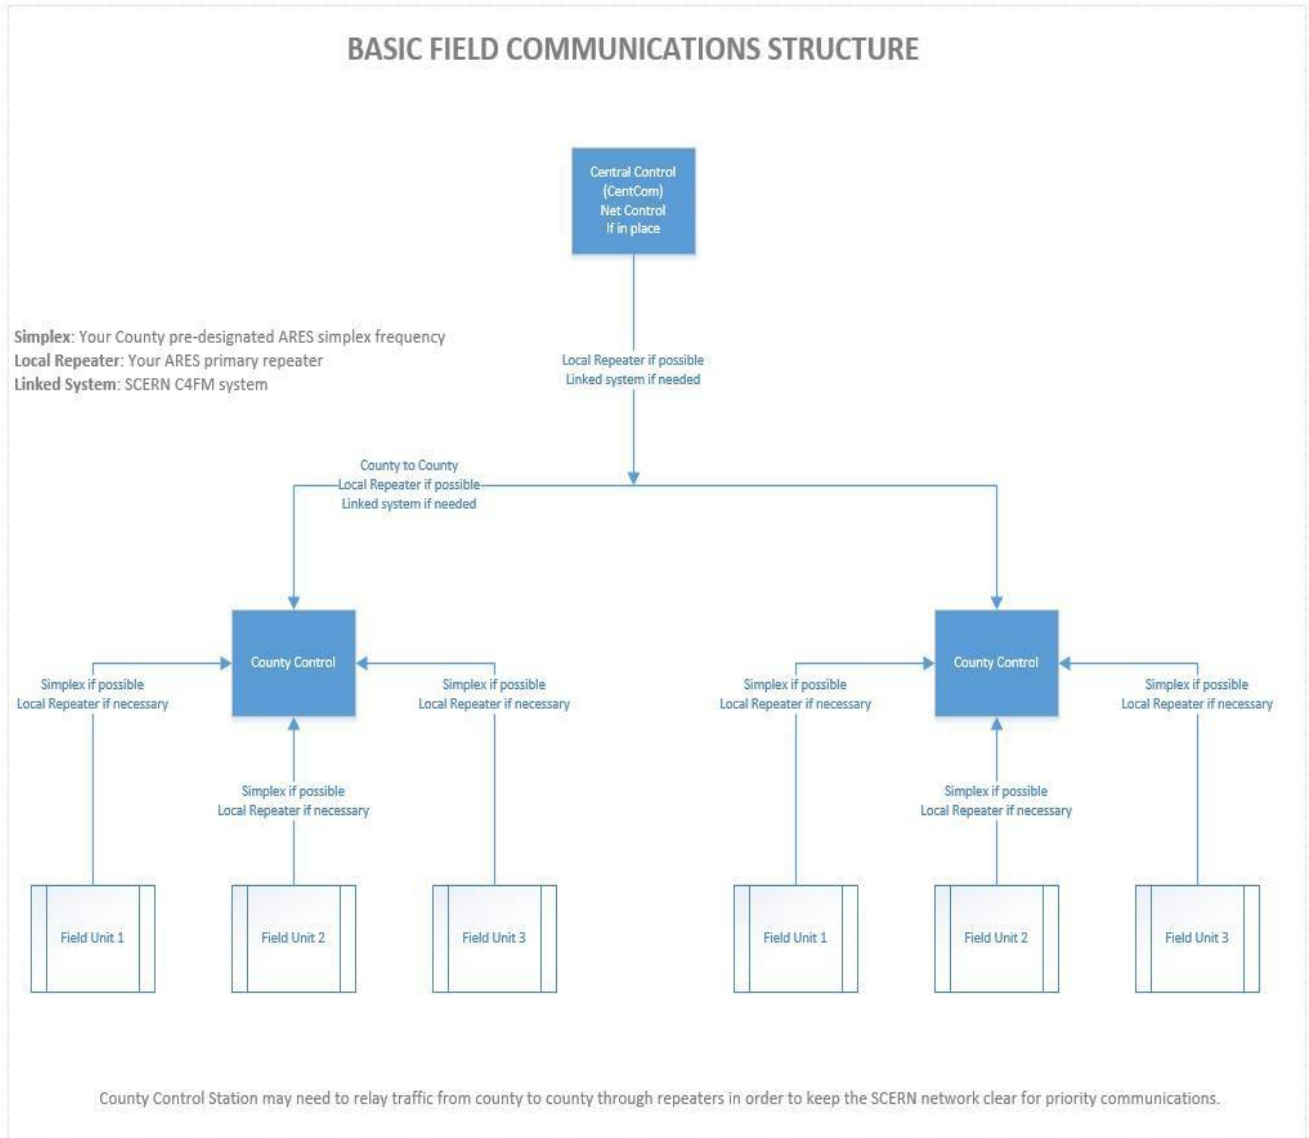 BASIC FIELD COMMUNICATIONS STRUCTURE
Central Control
(CentCom)
Net Control
If in place
Simplex: Your County pre-designated ARES simplex frequency
Local Repeater: Your ARES primary repeater
Linked System: SCERN C4FM system
Local Repeater if possible
Linked system if needed
County to County
Local Repeater if possible
Linked system if needed
County Control
County Control
Simplex if possible
Local Repeater if necessary
Simplex if possible
Local Repeater if necessary
Simplex if possible
Local Repeater if necessary
Simplex if possible
Local Repeater if necessary
Simplex if possible
Local Repeater if necessary
Simplex if possible
Local Repeater if necessary
Field Unit 1
Field Unit 2
Field Unit 3
Field Unit 1
Field Unit 2
Field Unit 3
County Control Station may need to relay traffic from county to county through repeaters in order to keep the SCERN network clear for priority communications.